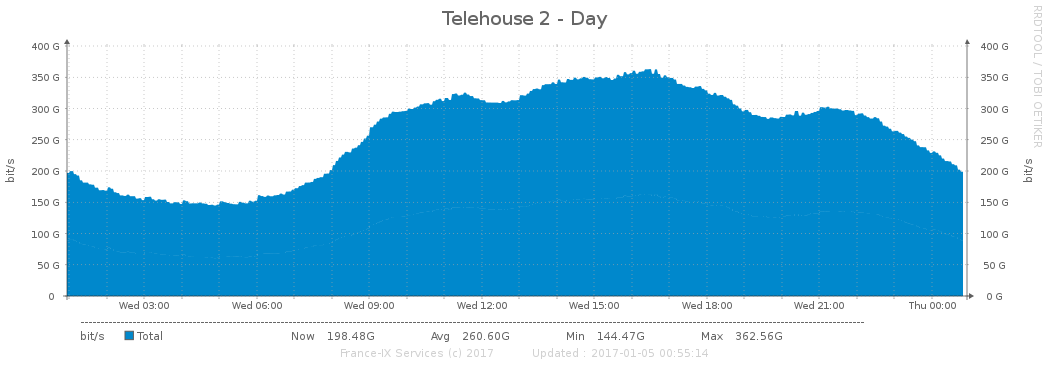 Telehouse 2 - Day
RRDTOOL / TOBI OETIKER
400 G 400 G
350 G 350 G
300 G 300 G
250 G 250 G
200 G 200 G
150 G 150 G
100 G 100 G
50 G 50 G
0 0 G
bit/s bit/s
Wed 03:00 Wed 06:00 Wed 09:00 Wed 12:00 Wed 15:00 Wed 18:00 Wed 21:00 Thu 00:00
bit/s Total Now 198.48G Avg 260.60G Min 144.47G Max 362.56G
France-IX Services (c) 2017 Updated : 2017-01-05 00:55:14